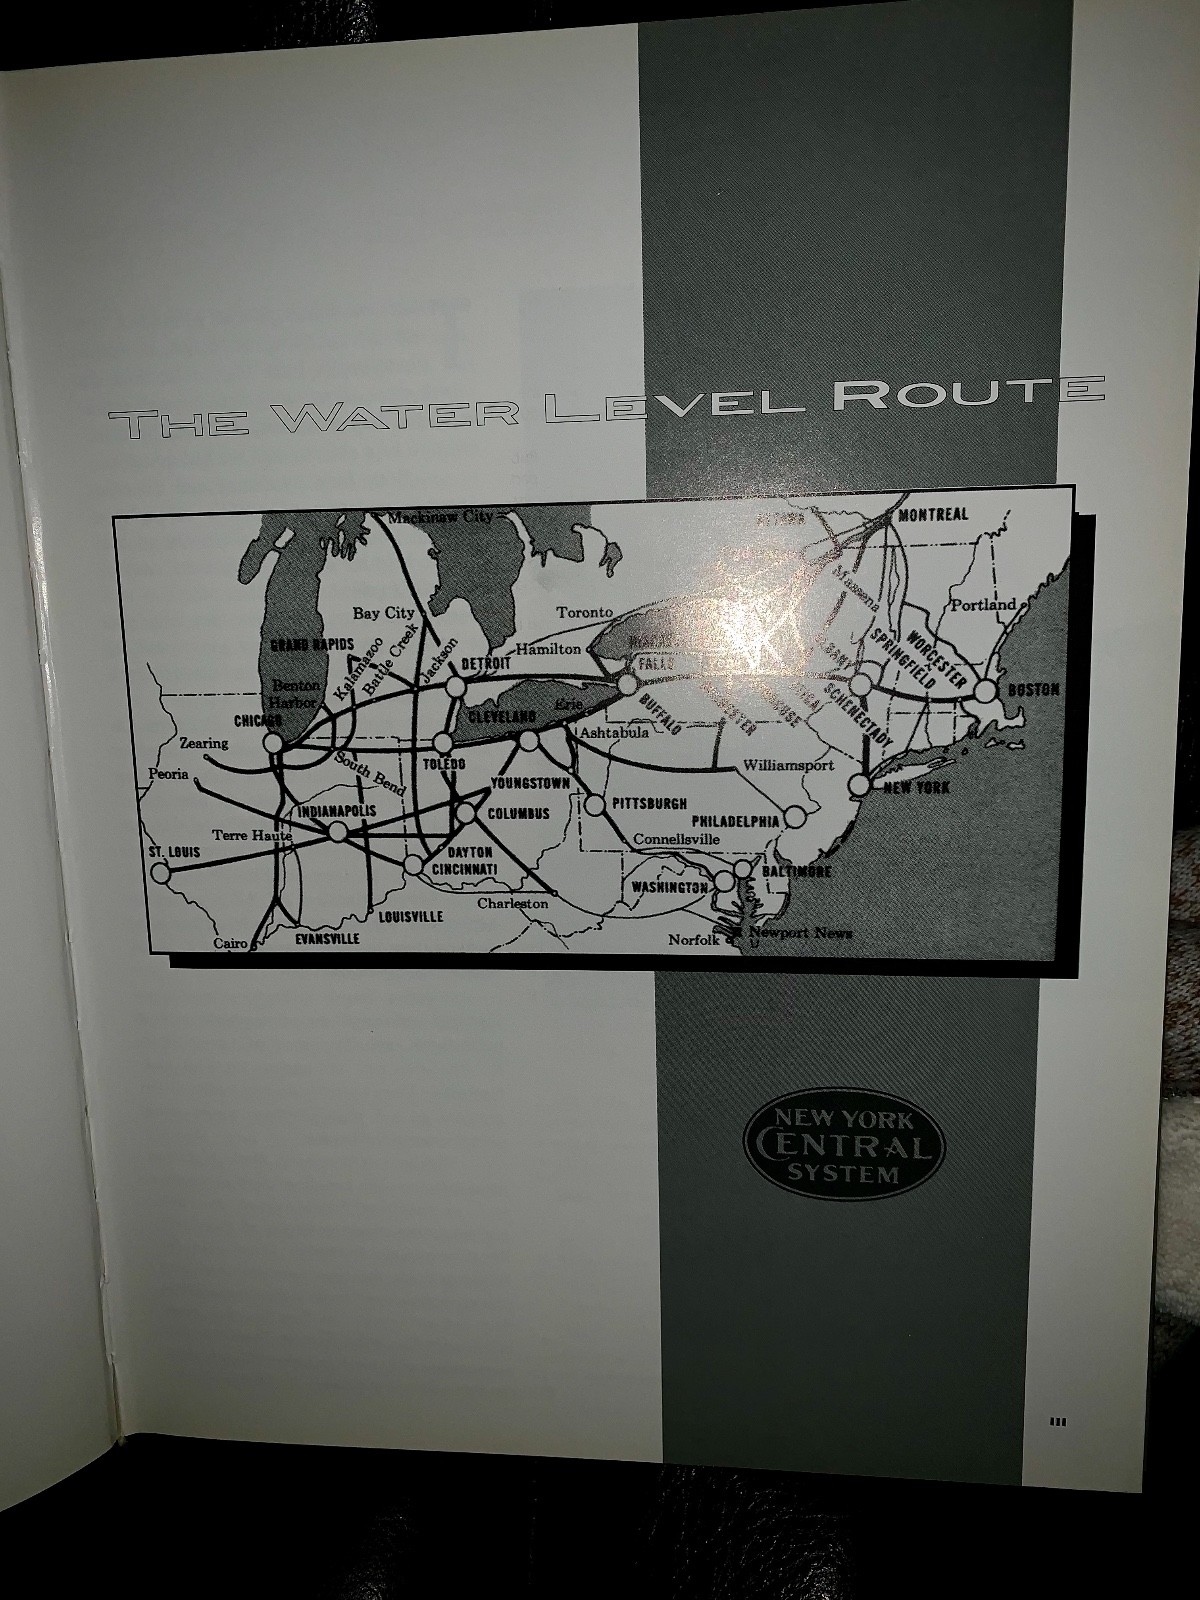 THE WATER LEVEL ROUTE
Mackinaw City
MONTREAL
Bay City
Toronto
Massena
Portland
GRAND RAPIDS
Kalamazoo
Battle Creek
Jackson
DETROIT
Hamilton
FALLS
ALBANY
SPRINGFIELD
WORCESTER
BOSTON
Benton
Harbor
CHICAGO
CLEVELAND
Erie
BUFFALO
SCHENECTADY
Zearing
Ashtabula
Peoria
South Bend
TOLEDO
Williamsport
YOUNGSTOWN
NEW YORK
INDIANAPOLIS
COLUMBUS
PITTSBURGH
PHILADELPHIA
Terre Haute
Connellsville
ST. LOUIS
DAYTON
CINCINNATI
BALTIMORE
WASHINGTON
Charleston
LOUISVILLE
Cairo
EVANSVILLE
Norfolk
Newport News
NEW YORK
CENTRAL
SYSTEM
III